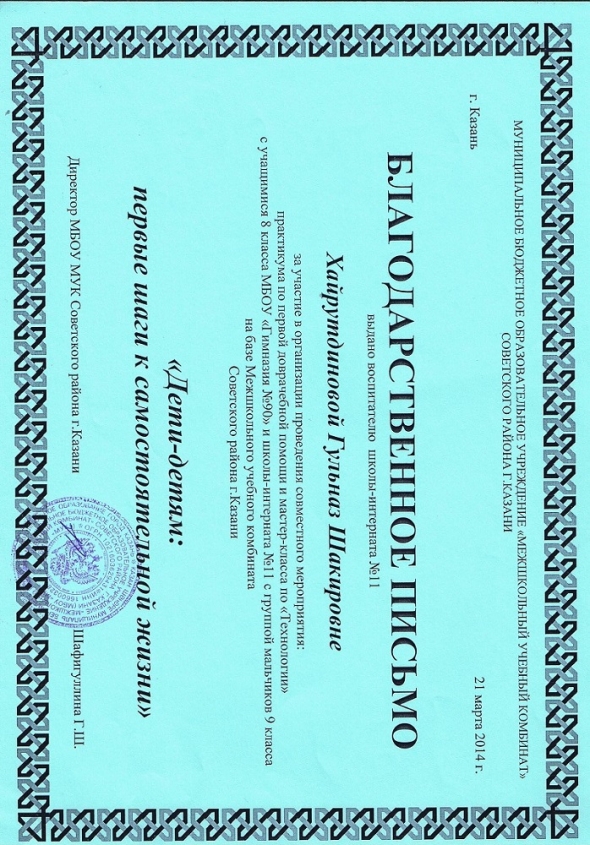 МУНИЦИПАЛЬНОЕ БЮДЖЕТНОЕ ОБРАЗОВАТЕЛЬНОЕ УЧРЕЖДЕНИЕ «МЕЖШКОЛЬНЫЙ УЧЕБНЫЙ КОМБИНАТ»
СОВЕТСКОГО РАЙОНА Г.КАЗАНИ
г. Казань 21 марта 2014 г.
БЛАГОДАРСТВЕННОЕ ПИСЬМО
выдано воспитателю школы-интерната №11
Хайрутдиновой Гульназ Шакировне
за участие в организации проведения совместного мероприятия:
практикума по первой доврачебной помощи и мастер-класса по «Технологии»
с учащимися 8 класса МБОУ «Гимназия №90» и школы-интерната №11 с группой мальчиков 9 класса
на базе Межшкольного учебного комбината
Советского района г.Казани
«Дети-детям:
первые шаги к самостоятельной жизни»
Директор МБОУ МУК Советского района г.Казани Шафигуллина Г.Ш.